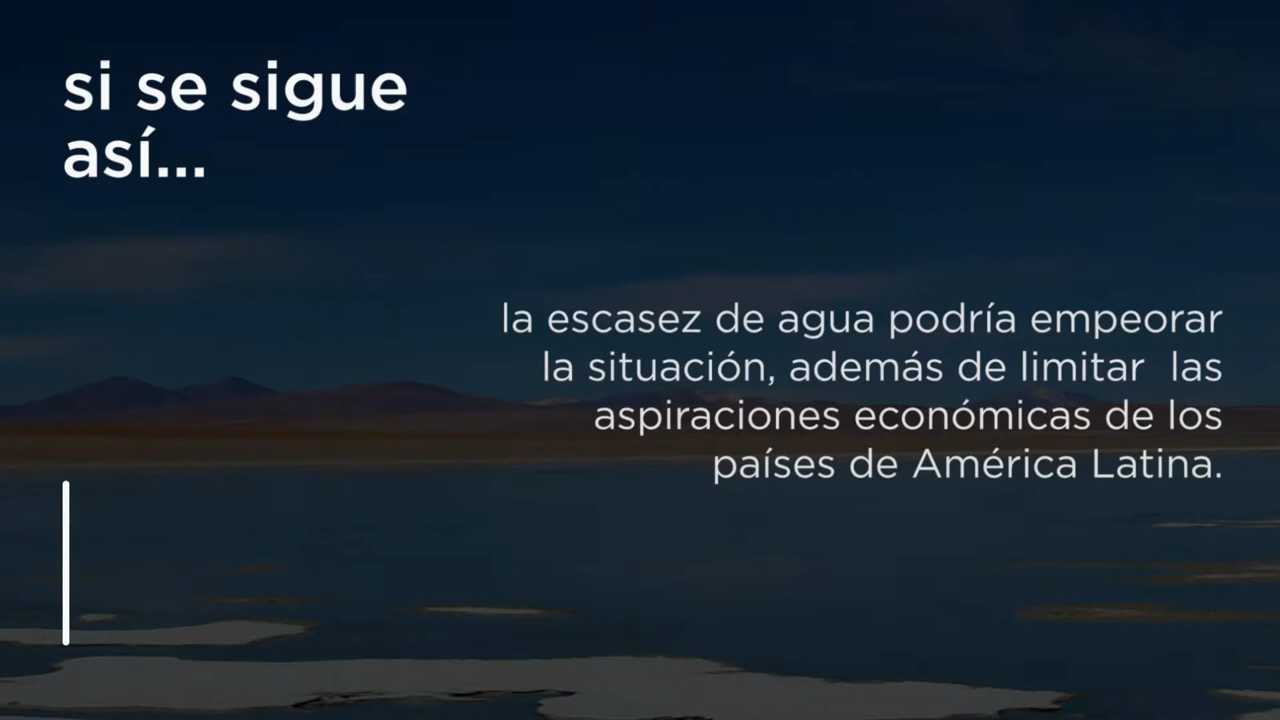 si se sigue
así...
la escasez de agua podría empeorar
la situación, además de limitar  las
aspiraciones económicas de los
países de América Latina.